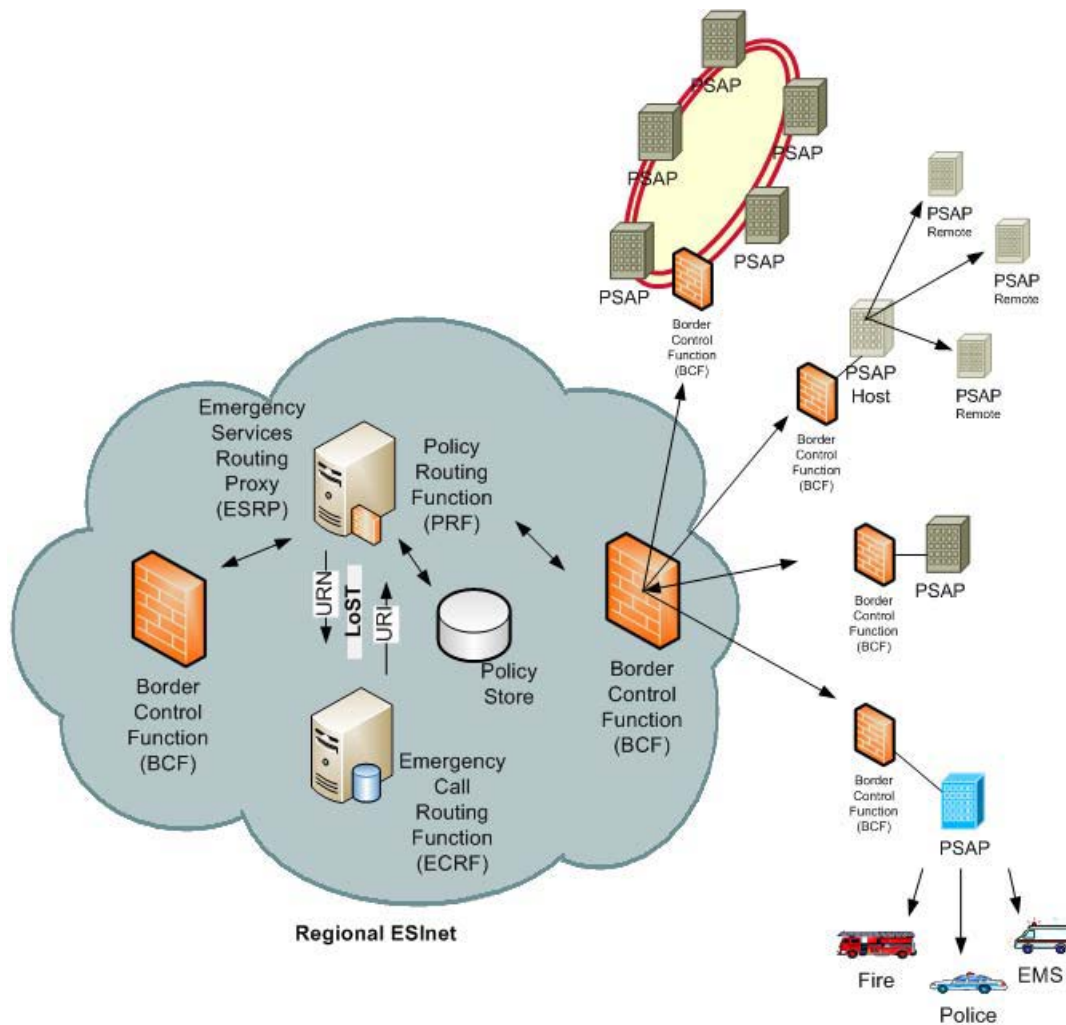 PSAP
PSAP
PSAP
PSAP
PSAP
Border
Control
Function
(BCF)
PSAP
Remote
PSAP
Remote
PSAP
Remote
PSAP
Host
Border
Control
Function
(BCF)
Emergency
Services
Routing
Proxy
(ESRP)
Policy
Routing
Function
(PRF)
URN
LoST
URI
Policy
Store
Border
Control
Function
(BCF)
Emergency
Call
Routing
Function
(ECRF)
Border
Control
Function
(BCF)
Regional ESInet
PSAP
Border
Control
Function
(BCF)
Border
Control
Function
(BCF)
PSAP
Fire
Police
EMS